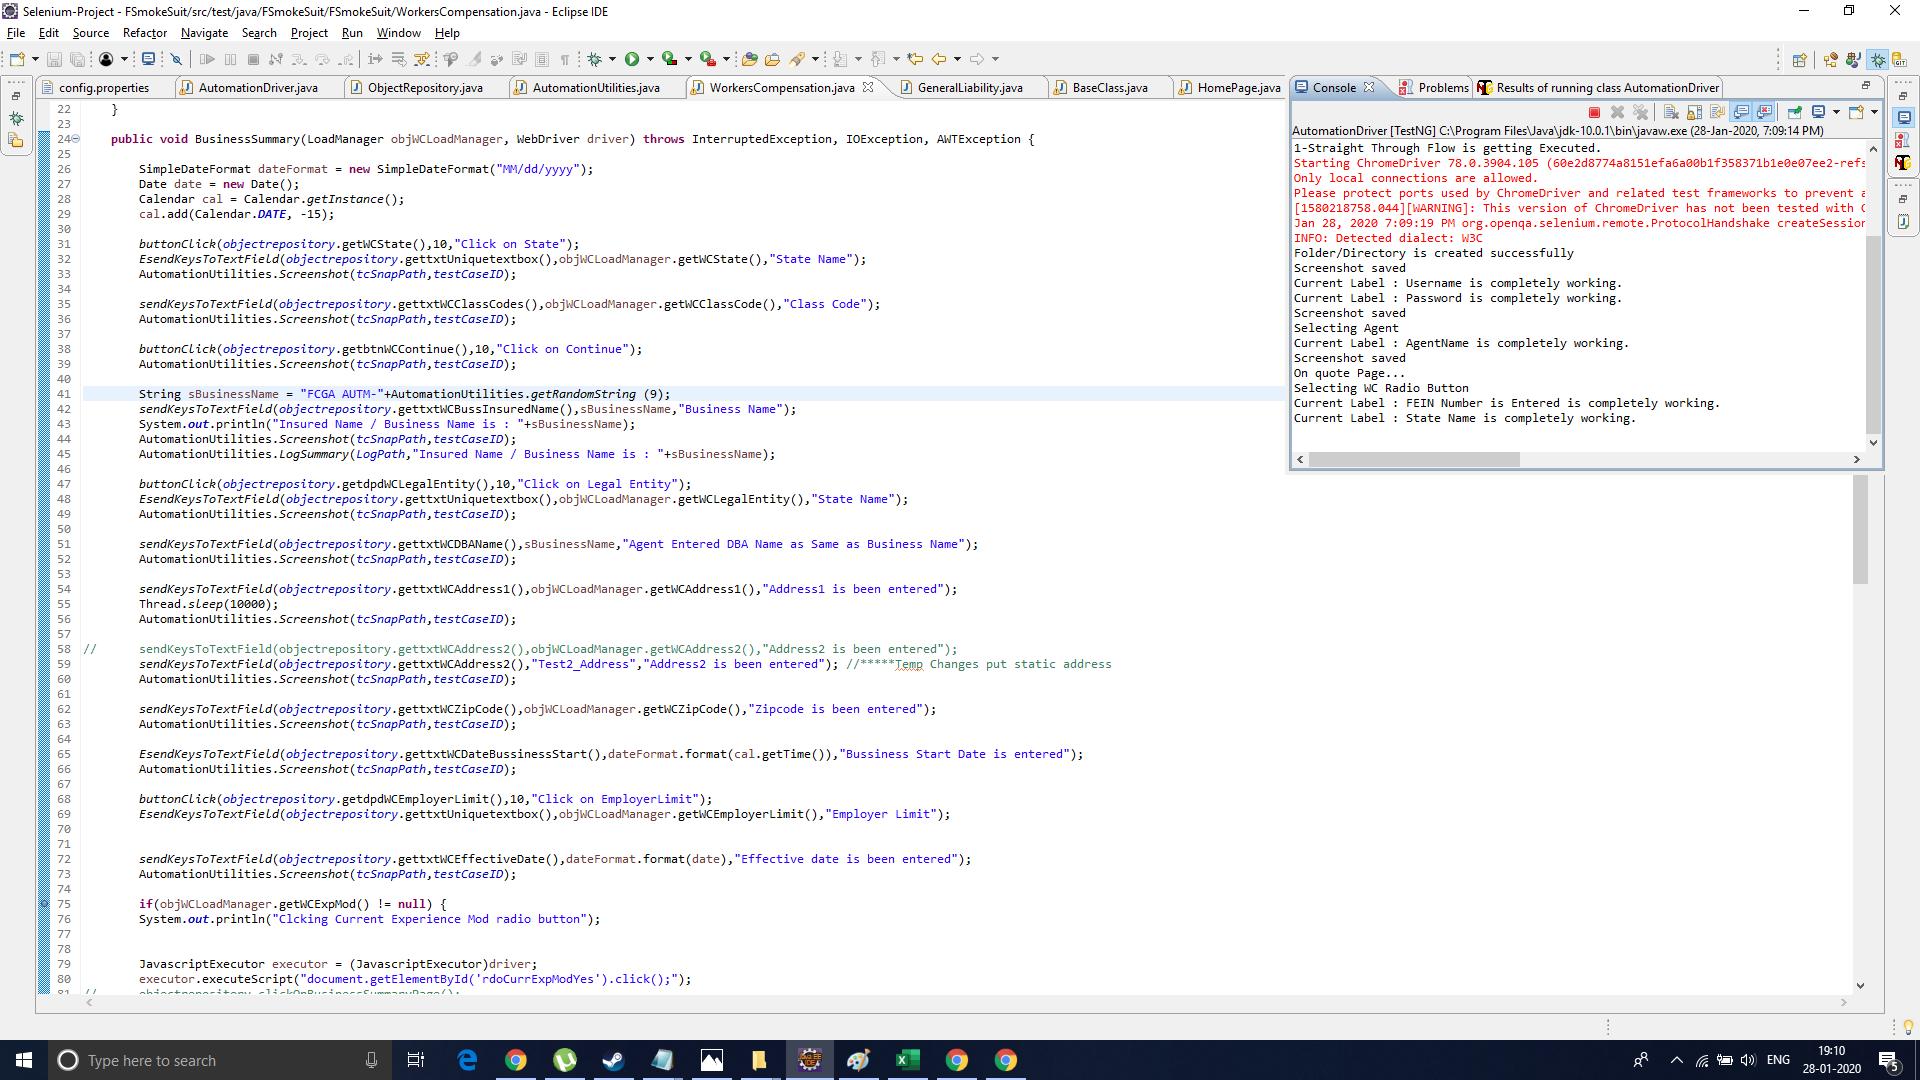 Selenium-Project - FSmokeSuit/src/test/java/FSmokeSuit/FSmokeSuit/WorkersCompensation.java - Eclipse IDE
File Edit Source Refactor Navigate Search Project Run Window Help
config.properties AutomationDriver.java ObjectRepository.java AutomationUtilities.java WorkersCompensation.java GeneralLiability.java BaseClass.java HomePage.java
22 }
23
24 public void BusinessSummary(LoadManager objWCLoadManager, WebDriver driver) throws InterruptedException, IOException, AWTException {
25
26 SimpleDateFormat dateFormat = new SimpleDateFormat("MM/dd/yyyy");
27 Date date = new Date();
28 Calendar cal = Calendar.getInstance();
29 cal.add(Calendar.DATE, -15);
30
31 buttonClick(objectrepository.getWCState(),10,"Click on State");
32 EsendKeysToTextField(objectrepository.gettxtUniquetextbox(),objWCLoadManager.getWCState(),"State Name");
33 AutomationUtilities.Screenshot(tcSnapPath,testCaseID);
34
35 sendKeysToTextField(objectrepository.gettxtWCClassCodes(),objWCLoadManager.getWCClassCode(),"Class Code");
36 AutomationUtilities.Screenshot(tcSnapPath,testCaseID);
37
38 buttonClick(objectrepository.getbtnWCContinue(),10,"Click on Continue");
39 AutomationUtilities.Screenshot(tcSnapPath,testCaseID);
40
41 String sBusinessName = "FCGA AUTM-"+AutomationUtilities.getRandomString (9);
42 sendKeysToTextField(objectrepository.gettxtWCBussInsuredName(),sBusinessName,"Business Name");
43 System.out.println("Insured Name / Business Name is : "+sBusinessName);
44 AutomationUtilities.Screenshot(tcSnapPath,testCaseID);
45 AutomationUtilities.LogSummary(LogPath,"Insured Name / Business Name is : "+sBusinessName);
46
47 buttonClick(objectrepository.getdpdWCLegalEntity(),10,"Click on Legal Entity");
48 EsendKeysToTextField(objectrepository.gettxtUniquetextbox(),objWCLoadManager.getWCLegalEntity(),"State Name");
49 AutomationUtilities.Screenshot(tcSnapPath,testCaseID);
50
51 sendKeysToTextField(objectrepository.gettxtWCDBAName(),sBusinessName,"Agent Entered DBA Name as Same as Business Name");
52 AutomationUtilities.Screenshot(tcSnapPath,testCaseID);
53
54 sendKeysToTextField(objectrepository.gettxtWCAddress1(),objWCLoadManager.getWCAddress1(),"Address1 is been entered");
55 Thread.sleep(10000);
56 AutomationUtilities.Screenshot(tcSnapPath,testCaseID);
57
58 // sendKeysToTextField(objectrepository.gettxtWCAddress2(),objWCLoadManager.getWCAddress2(),"Address2 is been entered");
59 sendKeysToTextField(objectrepository.gettxtWCAddress2(),"Test2_Address","Address2 is been entered"); //*****Temp Changes put static address
60 AutomationUtilities.Screenshot(tcSnapPath,testCaseID);
61
62 sendKeysToTextField(objectrepository.gettxtWCZipCode(),objWCLoadManager.getWCZipCode(),"Zipcode is been entered");
63 AutomationUtilities.Screenshot(tcSnapPath,testCaseID);
64
65 EsendKeysToTextField(objectrepository.gettxtWCDateBussinessStart(),dateFormat.format(cal.getTime()),"Bussiness Start Date is entered");
66 AutomationUtilities.Screenshot(tcSnapPath,testCaseID);
67
68 buttonClick(objectrepository.getdpdWCEmployerLimit(),10,"Click on EmployerLimit");
69 EsendKeysToTextField(objectrepository.gettxtUniquetextbox(),objWCLoadManager.getWCEmployerLimit(),"Employer Limit");
70
71
72 sendKeysToTextField(objectrepository.gettxtWCEffectiveDate(),dateFormat.format(date),"Effective date is been entered");
73 AutomationUtilities.Screenshot(tcSnapPath,testCaseID);
74
75 if(objWCLoadManager.getWCExpMod() != null) {
76 System.out.println("Clcking Current Experience Mod radio button");
77
78
79 JavascriptExecutor executor = (JavascriptExecutor)driver;
80 executor.executeScript("document.getElementById('rdoCurrExpModYes').click();");
81 // objectrepository.clickOnBusinessSummaryPage();
Console Problems Results of running class AutomationDriver
AutomationDriver [TestNG] C:\Program Files\Java\jdk-10.0.1\bin\javaw.exe (28-Jan-2020, 7:09:14 PM)
1-Straight Through Flow is getting Executed.
Starting ChromeDriver 78.0.3904.105 (60e2d8774a8151efa6a00b1f358371b1e0e07ee2-refs
Only local connections are allowed.
Please protect ports used by ChromeDriver and related test frameworks to prevent a
[1580218758.044][WARNING]: This version of ChromeDriver has not been tested with C
Jan 28, 2020 7:09:19 PM org.openqa.selenium.remote.ProtocolHandshake createSession
INFO: Detected dialect: W3C
Folder/Directory is created successfully
Screenshot saved
Current Label : Username is completely working.
Current Label : Password is completely working.
Screenshot saved
Selecting Agent
Current Label : AgentName is completely working.
Screenshot saved
On quote Page...
Selecting WC Radio Button
Current Label : FEIN Number is Entered is completely working.
Current Label : State Name is completely working.
Type here to search
ENG
19:10
28-01-2020
5